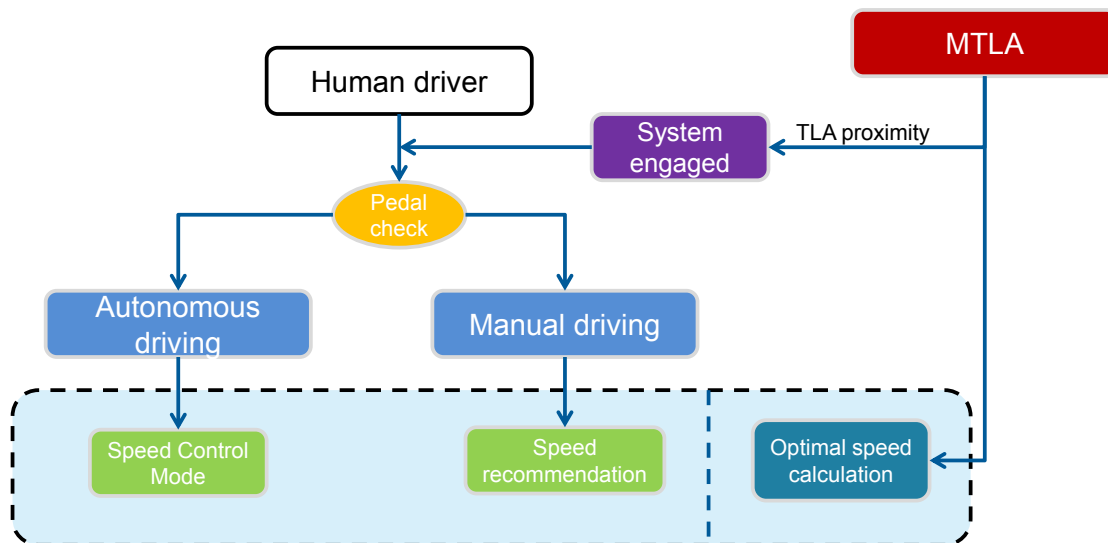 MTLA
Human driver
System
engaged
TLA proximity
Pedal
check
Autonomous
driving
Manual driving
Speed Control
Mode
Speed
recommendation
Optimal speed
calculation